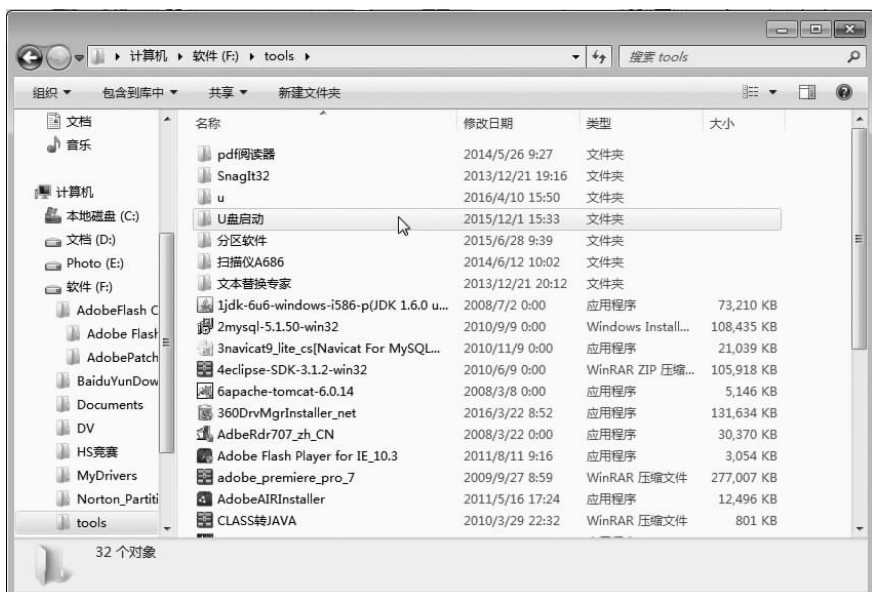 计算机 ▸ 软件 (F:) ▸ tools ▸
搜索 tools
组织 包含到库中 共享 新建文件夹
文档
音乐
计算机
本地磁盘 (C:)
文档 (D:)
Photo (E:)
软件 (F:)
AdobeFlash C
Adobe Flash
AdobePatch
BaiduYunDow
Documents
DV
HS竞赛
MyDrivers
Norton_Partiti
tools
名称 修改日期 类型 大小
pdf阅读器 2014/5/26 9:27 文件夹
SnagIt32 2013/12/21 19:16 文件夹
u 2016/4/10 15:50 文件夹
U盘启动 2015/12/1 15:33 文件夹
分区软件 2015/6/28 9:39 文件夹
扫描仪A686 2014/6/12 10:02 文件夹
文本替换专家 2013/12/21 20:12 文件夹
1jdk-6u6-windows-i586-p(JDK 1.6.0 u... 2008/7/2 0:00 应用程序 73,210 KB
2mysql-5.1.50-win32 2010/9/9 0:00 Windows Install... 108,435 KB
3navicat9_lite_cs[Navicat For MySQL... 2010/11/9 0:00 应用程序 21,039 KB
4eclipse-SDK-3.1.2-win32 2010/6/9 0:00 WinRAR ZIP 压缩... 105,918 KB
6apache-tomcat-6.0.14 2008/3/8 0:00 应用程序 5,146 KB
360DrvMgrInstaller_net 2016/3/22 8:52 应用程序 131,634 KB
AdbeRdr707_zh_CN 2008/3/22 0:00 应用程序 30,370 KB
Adobe Flash Player for IE_10.3 2011/8/11 9:16 应用程序 3,054 KB
adobe_premiere_pro_7 2009/9/27 8:59 WinRAR 压缩文件 277,007 KB
AdobeAIRInstaller 2011/5/16 17:24 应用程序 12,496 KB
CLASS转JAVA 2010/3/29 22:32 WinRAR 压缩文件 801 KB
32 个对象